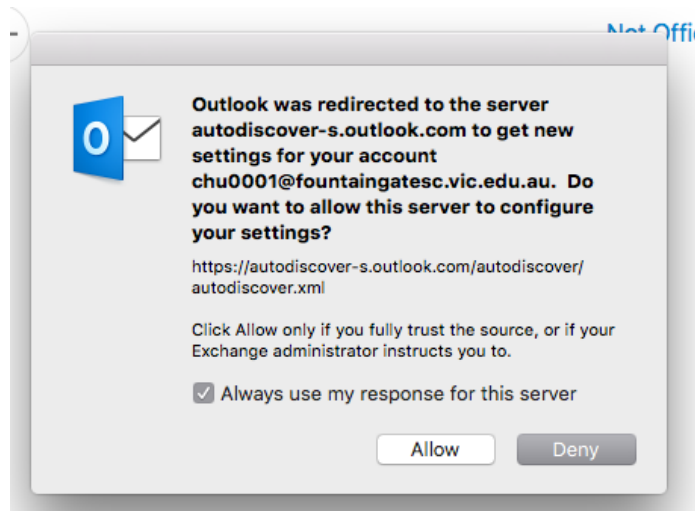 Not Offi
Outlook was redirected to the server
autodiscover-s.outlook.com to get new
settings for your account
chu0001@fountaingatesc.vic.edu.au. Do
you want to allow this server to configure
your settings?
https://autodiscover-s.outlook.com/autodiscover/
autodiscover.xml
Click Allow only if you fully trust the source, or if your
Exchange administrator instructs you to.
Always use my response for this server
Allow Deny